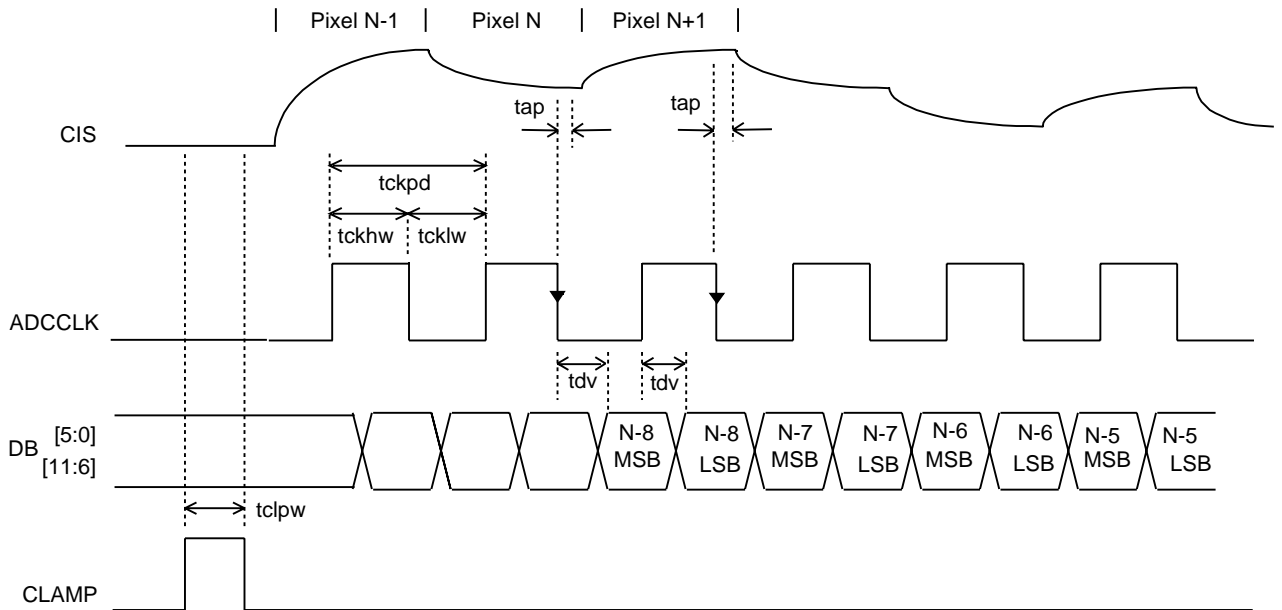 | Pixel N-1 | Pixel N | Pixel N+1 |
tap
tap
CIS
tckpd
tckhw
tcklw
ADCCLK
tdv
tdv
DB [5:0]
[11:6]
N-8 MSB
N-8 LSB
N-7 MSB
N-7 LSB
N-6 MSB
N-6 LSB
N-5 MSB
N-5 LSB
tclpw
CLAMP